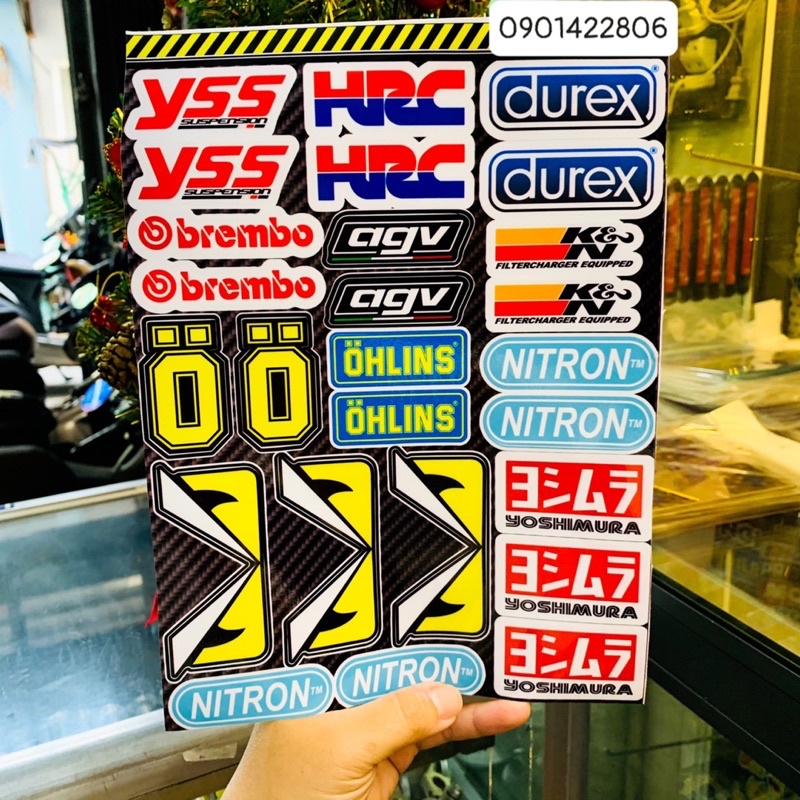 0901422806
YSS
SUSPENSION
HRC
durex®
YSS
SUSPENSION
HRC
durex®
brembo
agv
K&N
FILTERCHARGER EQUIPPED
brembo
agv
K&N
FILTERCHARGER EQUIPPED
Ö Ö
ÖHLINS®
NITRON™
ÖHLINS®
NITRON™
ヨシムラ
YOSHIMURA
ヨシムラ
YOSHIMURA
ヨシムラ
YOSHIMURA
NITRON™
NITRON™